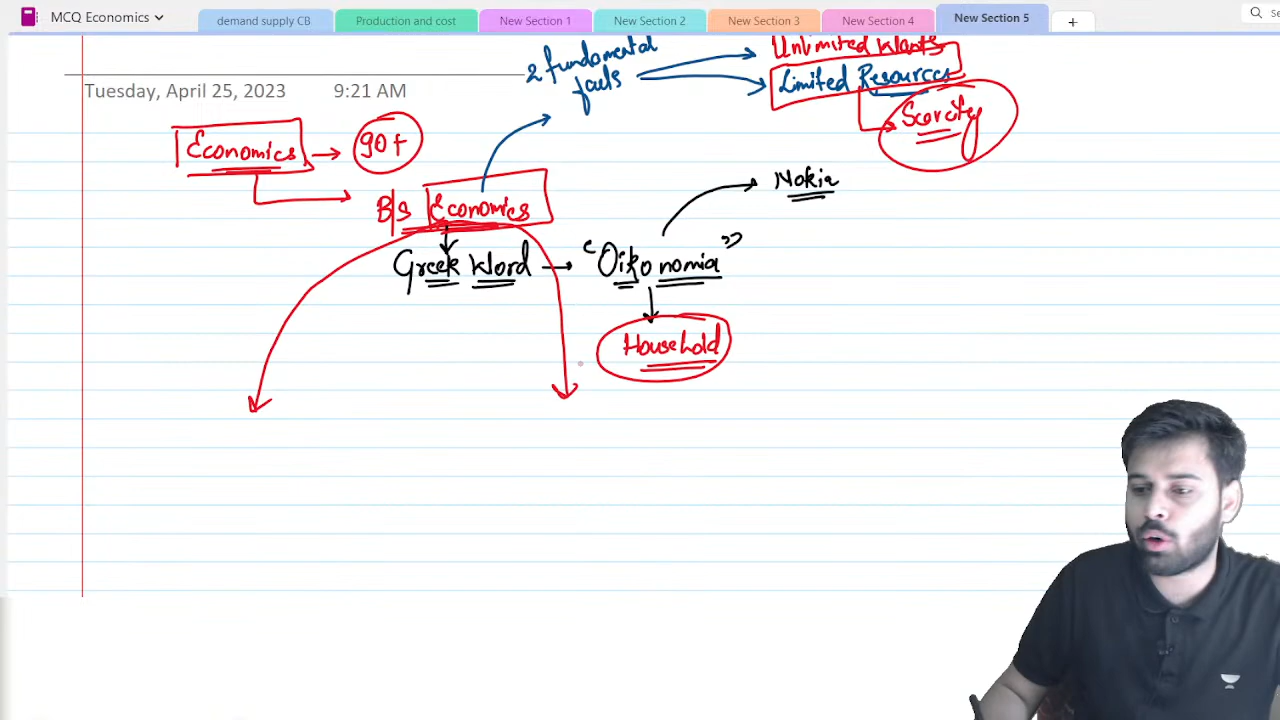 MCQ Economics
demand supply CB
Production and cost
New Section 1
New Section 2
New Section 3
New Section 4
New Section 5
+
Tuesday, April 25, 2023 9:21 AM
2 fundamental
facts
Unlimited Wants
Limited Resources
Scarcity
Economics → 90+
B/S Economics
Nokia
Greek Word → "Oikonomia"
Household